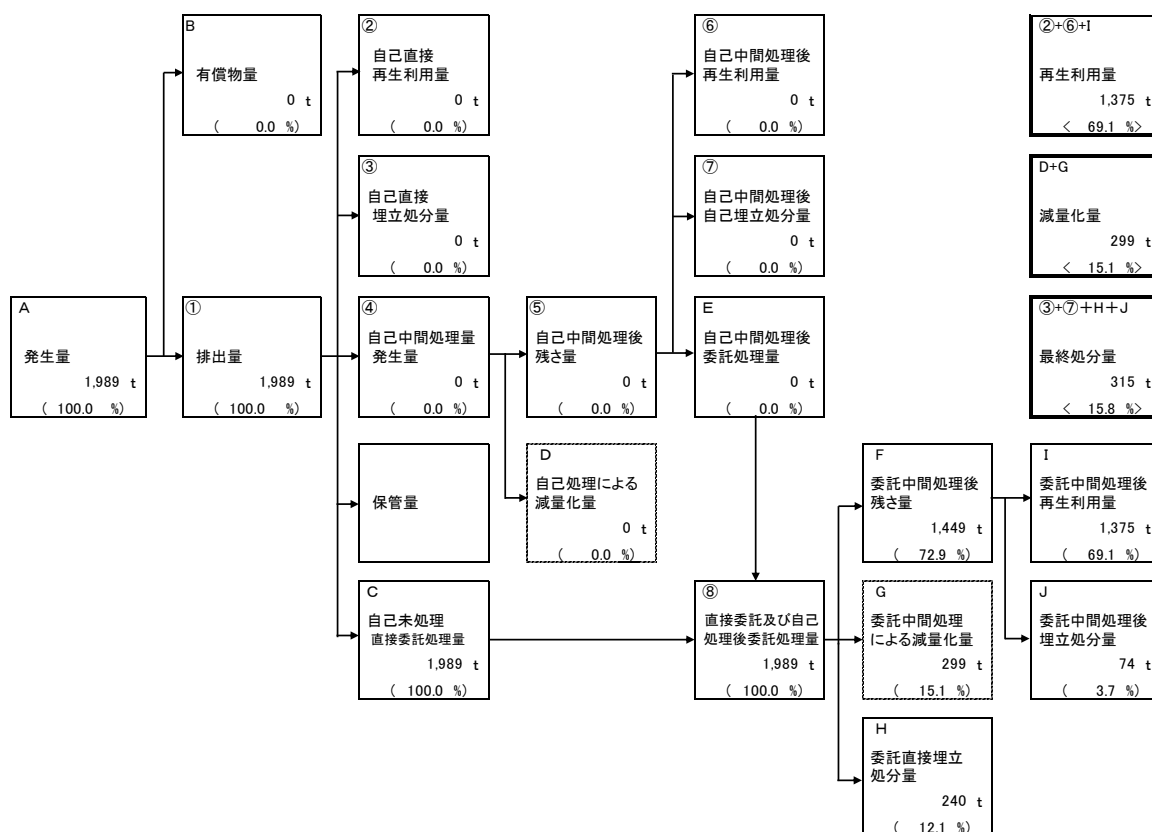 A
発生量
1,989 t
( 100.0 %)
B
有償物量
0 t
( 0.0 %)
①
排出量
1,989 t
( 100.0 %)
②
自己直接
再生利用量
0 t
( 0.0 %)
③
自己直接
埋立処分量
0 t
( 0.0 %)
④
自己中間処理量
発生量
0 t
( 0.0 %)
保管量
C
自己未処理
直接委託処理量
1,989 t
( 100.0 %)
⑤
自己中間処理後
残さ量
0 t
( 0.0 %)
D
自己処理による
減量化量
0 t
( 0.0 %)
⑥
自己中間処理後
再生利用量
0 t
( 0.0 %)
⑦
自己中間処理後
自己埋立処分量
0 t
( 0.0 %)
E
自己中間処理後
委託処理量
0 t
( 0.0 %)
⑧
直接委託及び自己
処理後委託処理量
1,989 t
( 100.0 %)
F
委託中間処理後
残さ量
1,449 t
( 72.9 %)
G
委託中間処理
による減量化量
299 t
( 15.1 %)
H
委託直接埋立
処分量
240 t
( 12.1 %)
②+⑥+I
再生利用量
1,375 t
< 69.1 %>
D+G
減量化量
299 t
< 15.1 %>
③+⑦+H+J
最終処分量
315 t
< 15.8 %>
I
委託中間処理後
再生利用量
1,375 t
( 69.1 %)
J
委託中間処理後
埋立処分量
74 t
( 3.7 %)